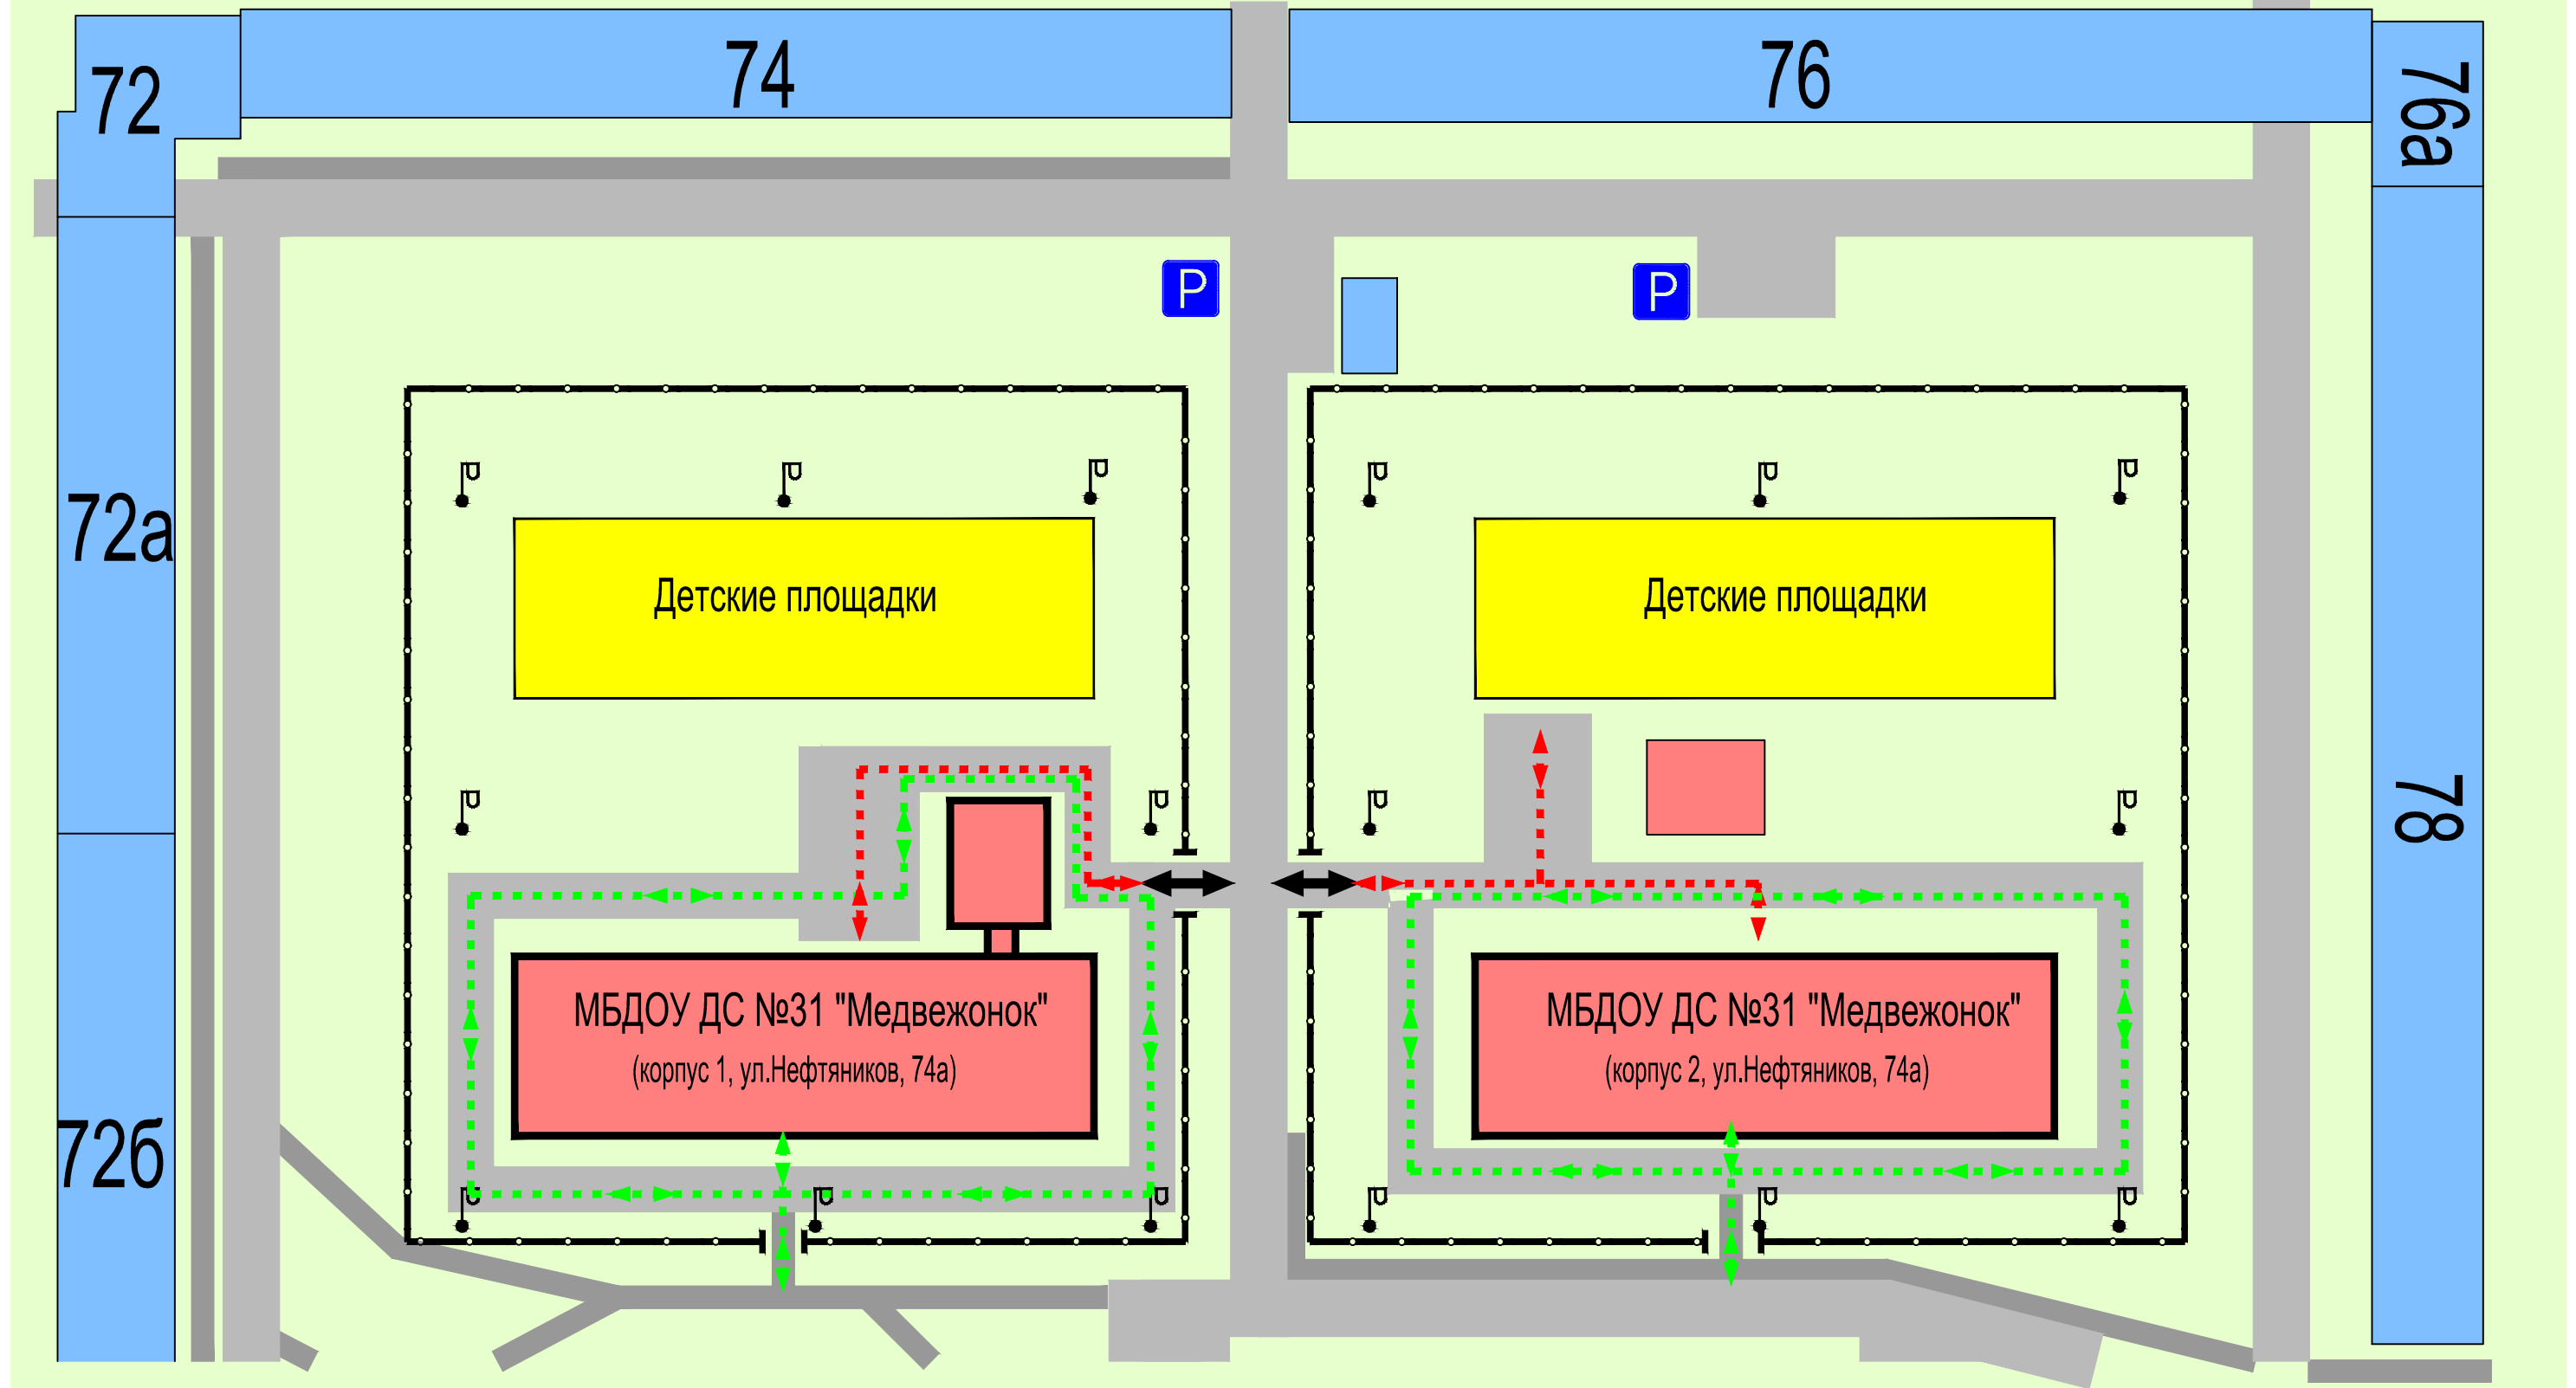 72
74
76
76а
P
P
72а
Детские площадки
Детские площадки
78
МБДОУ ДС №31 "Медвежонок"
(корпус 1, ул.Нефтяников, 74а)
МБДОУ ДС №31 "Медвежонок"
(корпус 2, ул.Нефтяников, 74а)
72б